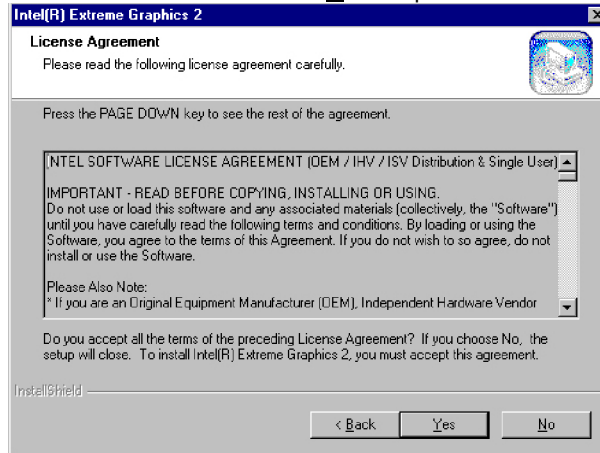 Intel(R) Extreme Graphics 2
License Agreement
Please read the following license agreement carefully.
Press the PAGE DOWN key to see the rest of the agreement.
INTEL SOFTWARE LICENSE AGREEMENT (OEM / IHV / ISV Distribution & Single User)
IMPORTANT - READ BEFORE COPYING, INSTALLING OR USING.
Do not use or load this software and any associated materials (collectively, the "Software")
until you have carefully read the following terms and conditions. By loading or using the
Software, you agree to the terms of this Agreement. If you do not wish to so agree, do not
install or use the Software.
Please Also Note:
* If you are an Original Equipment Manufacturer (OEM), Independent Hardware Vendor
Do you accept all the terms of the preceding License Agreement? If you choose No, the
setup will close. To install Intel(R) Extreme Graphics 2, you must accept this agreement.
InstallShield
< Back Yes No